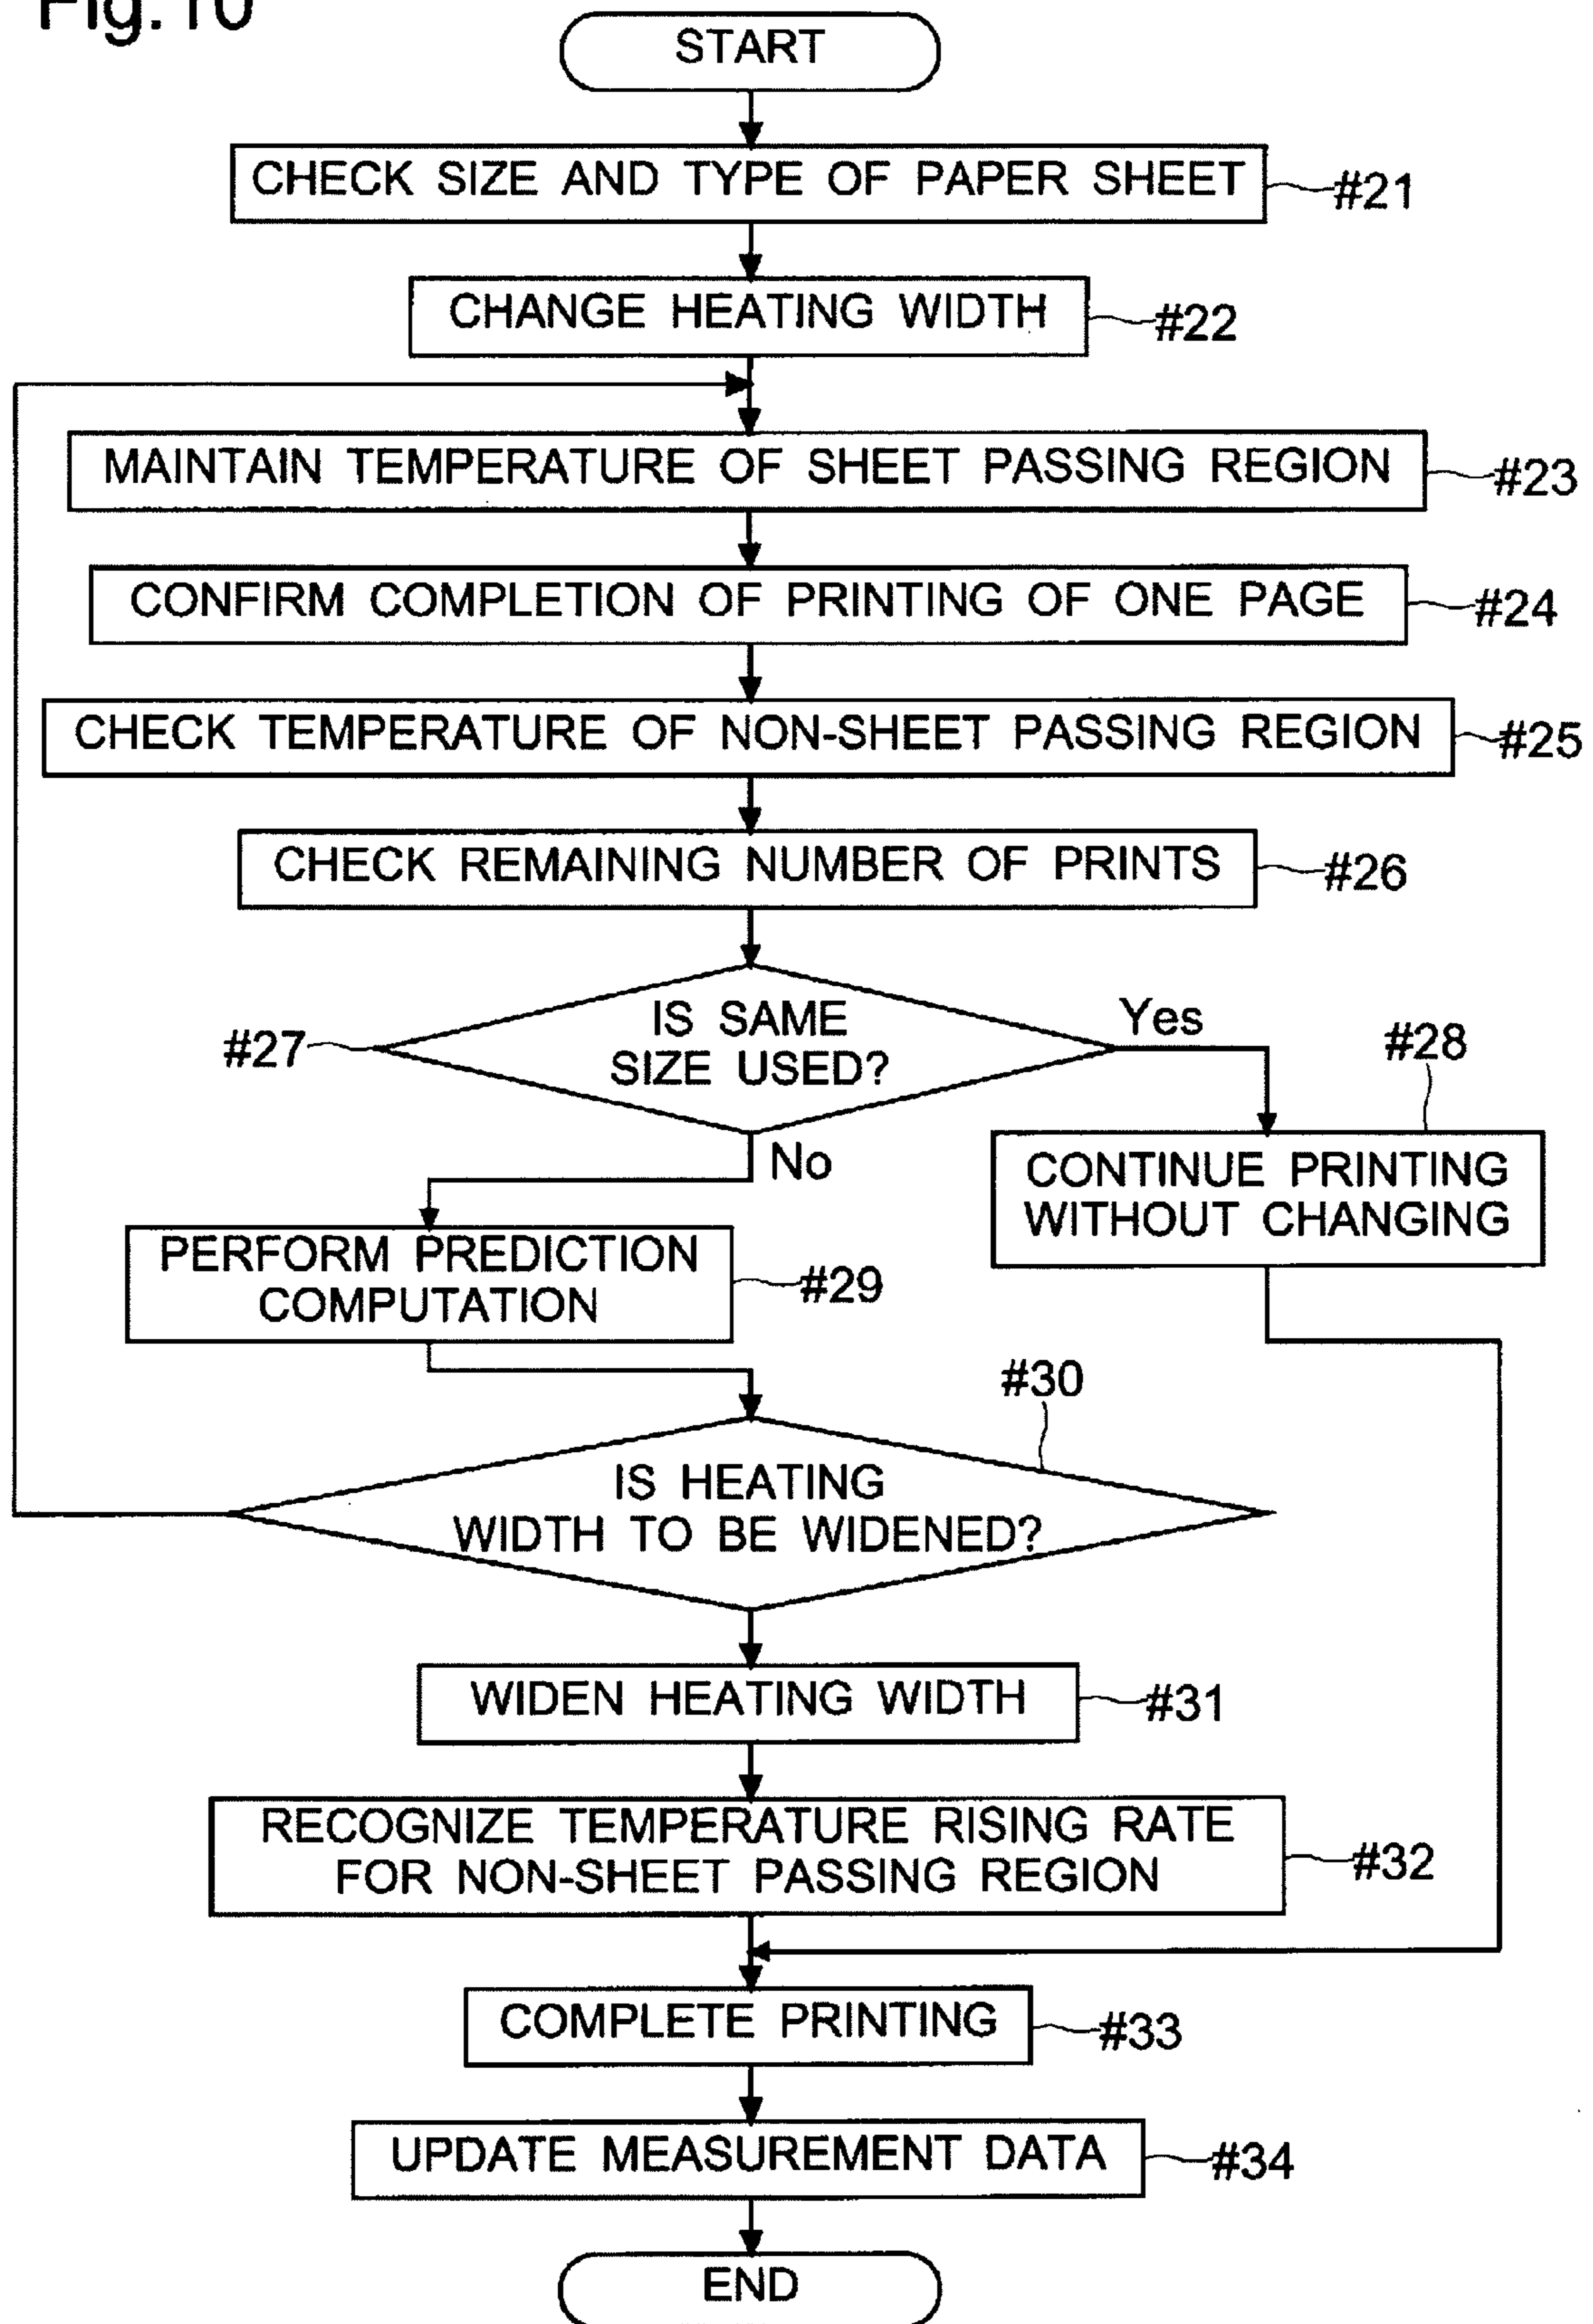 Fig.10
START
CHECK SIZE AND TYPE OF PAPER SHEET
#21
CHANGE HEATING WIDTH
#22
MAINTAIN TEMPERATURE OF SHEET PASSING REGION
#23
CONFIRM COMPLETION OF PRINTING OF ONE PAGE
#24
CHECK TEMPERATURE OF NON-SHEET PASSING REGION
#25
CHECK REMAINING NUMBER OF PRINTS
#26
#27
IS SAME
SIZE USED?
Yes
No
#28
CONTINUE PRINTING
WITHOUT CHANGING
PERFORM PREDICTION
COMPUTATION
#29
#30
IS HEATING
WIDTH TO BE WIDENED?
WIDEN HEATING WIDTH
#31
RECOGNIZE TEMPERATURE RISING RATE
FOR NON-SHEET PASSING REGION
#32
COMPLETE PRINTING
#33
UPDATE MEASUREMENT DATA
#34
END